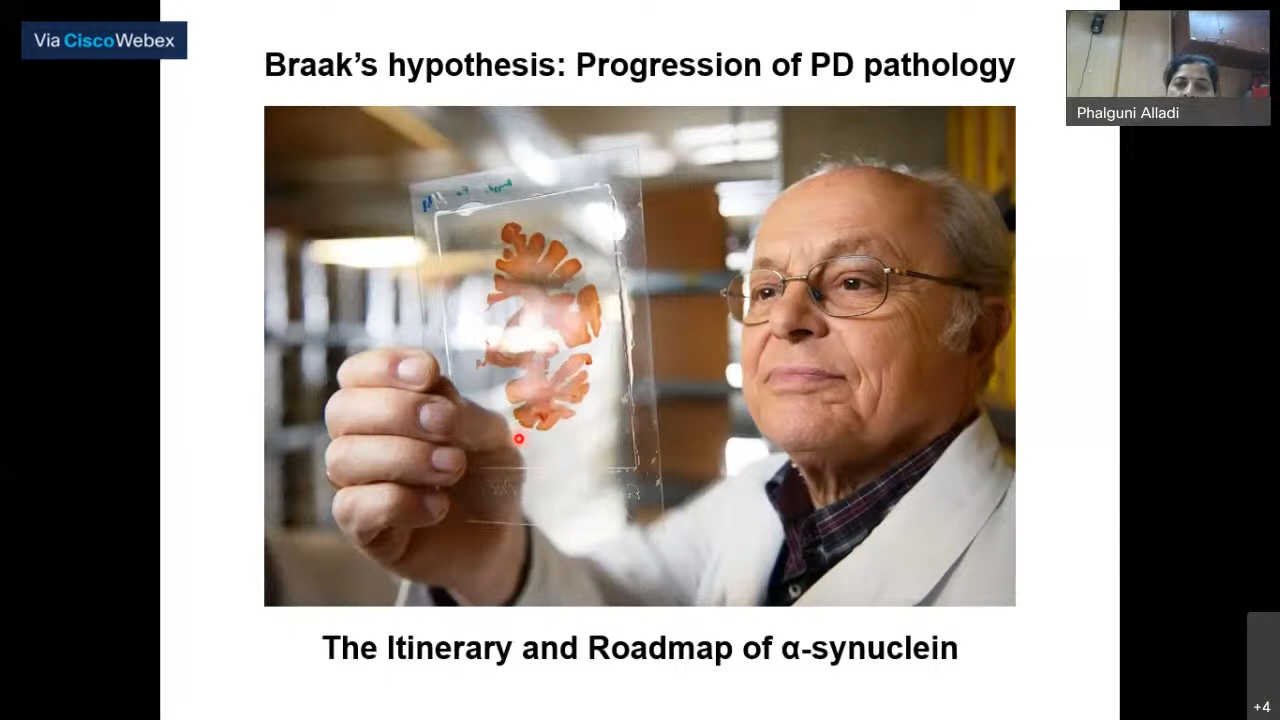 Via CiscoWebex
Braak’s hypothesis: Progression of PD pathology
Phalguni Alladi
The Itinerary and Roadmap of α-synuclein
+4